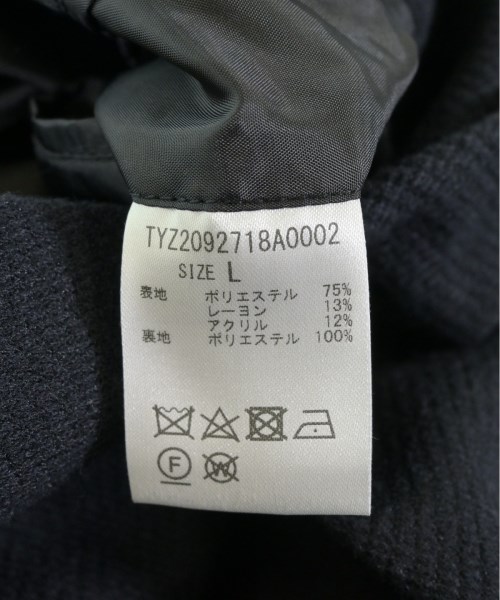 TYZ2092718A0002
SIZE L
表地 ポリエステル 75%
レーヨン 13%
アクリル 12%
裏地 ポリエステル 100%
F W